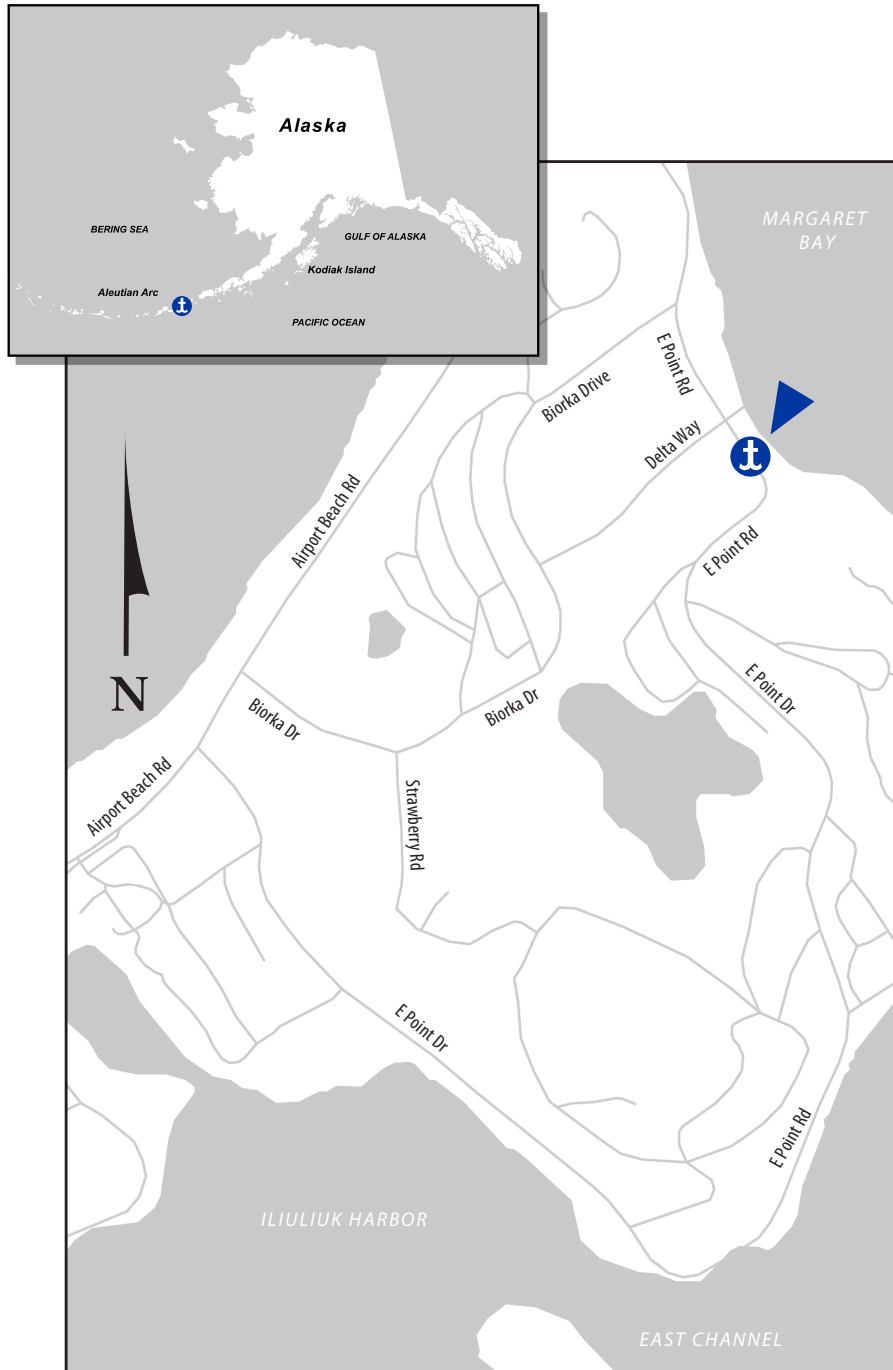 Alaska
BERING SEA
GULF OF ALASKA
Kodiak Island
Aleutian Arc
PACIFIC OCEAN
MARGARET
BAY
E Point Rd
Biorka Drive
Delta Way
Airport Beach Rd
E Point Rd
N
E Point Dr
Biorka Dr
Biorka Dr
Airport Beach Rd
Strawberry Rd
E Point Dr
E Point Rd
ILIULIUK HARBOR
EAST CHANNEL